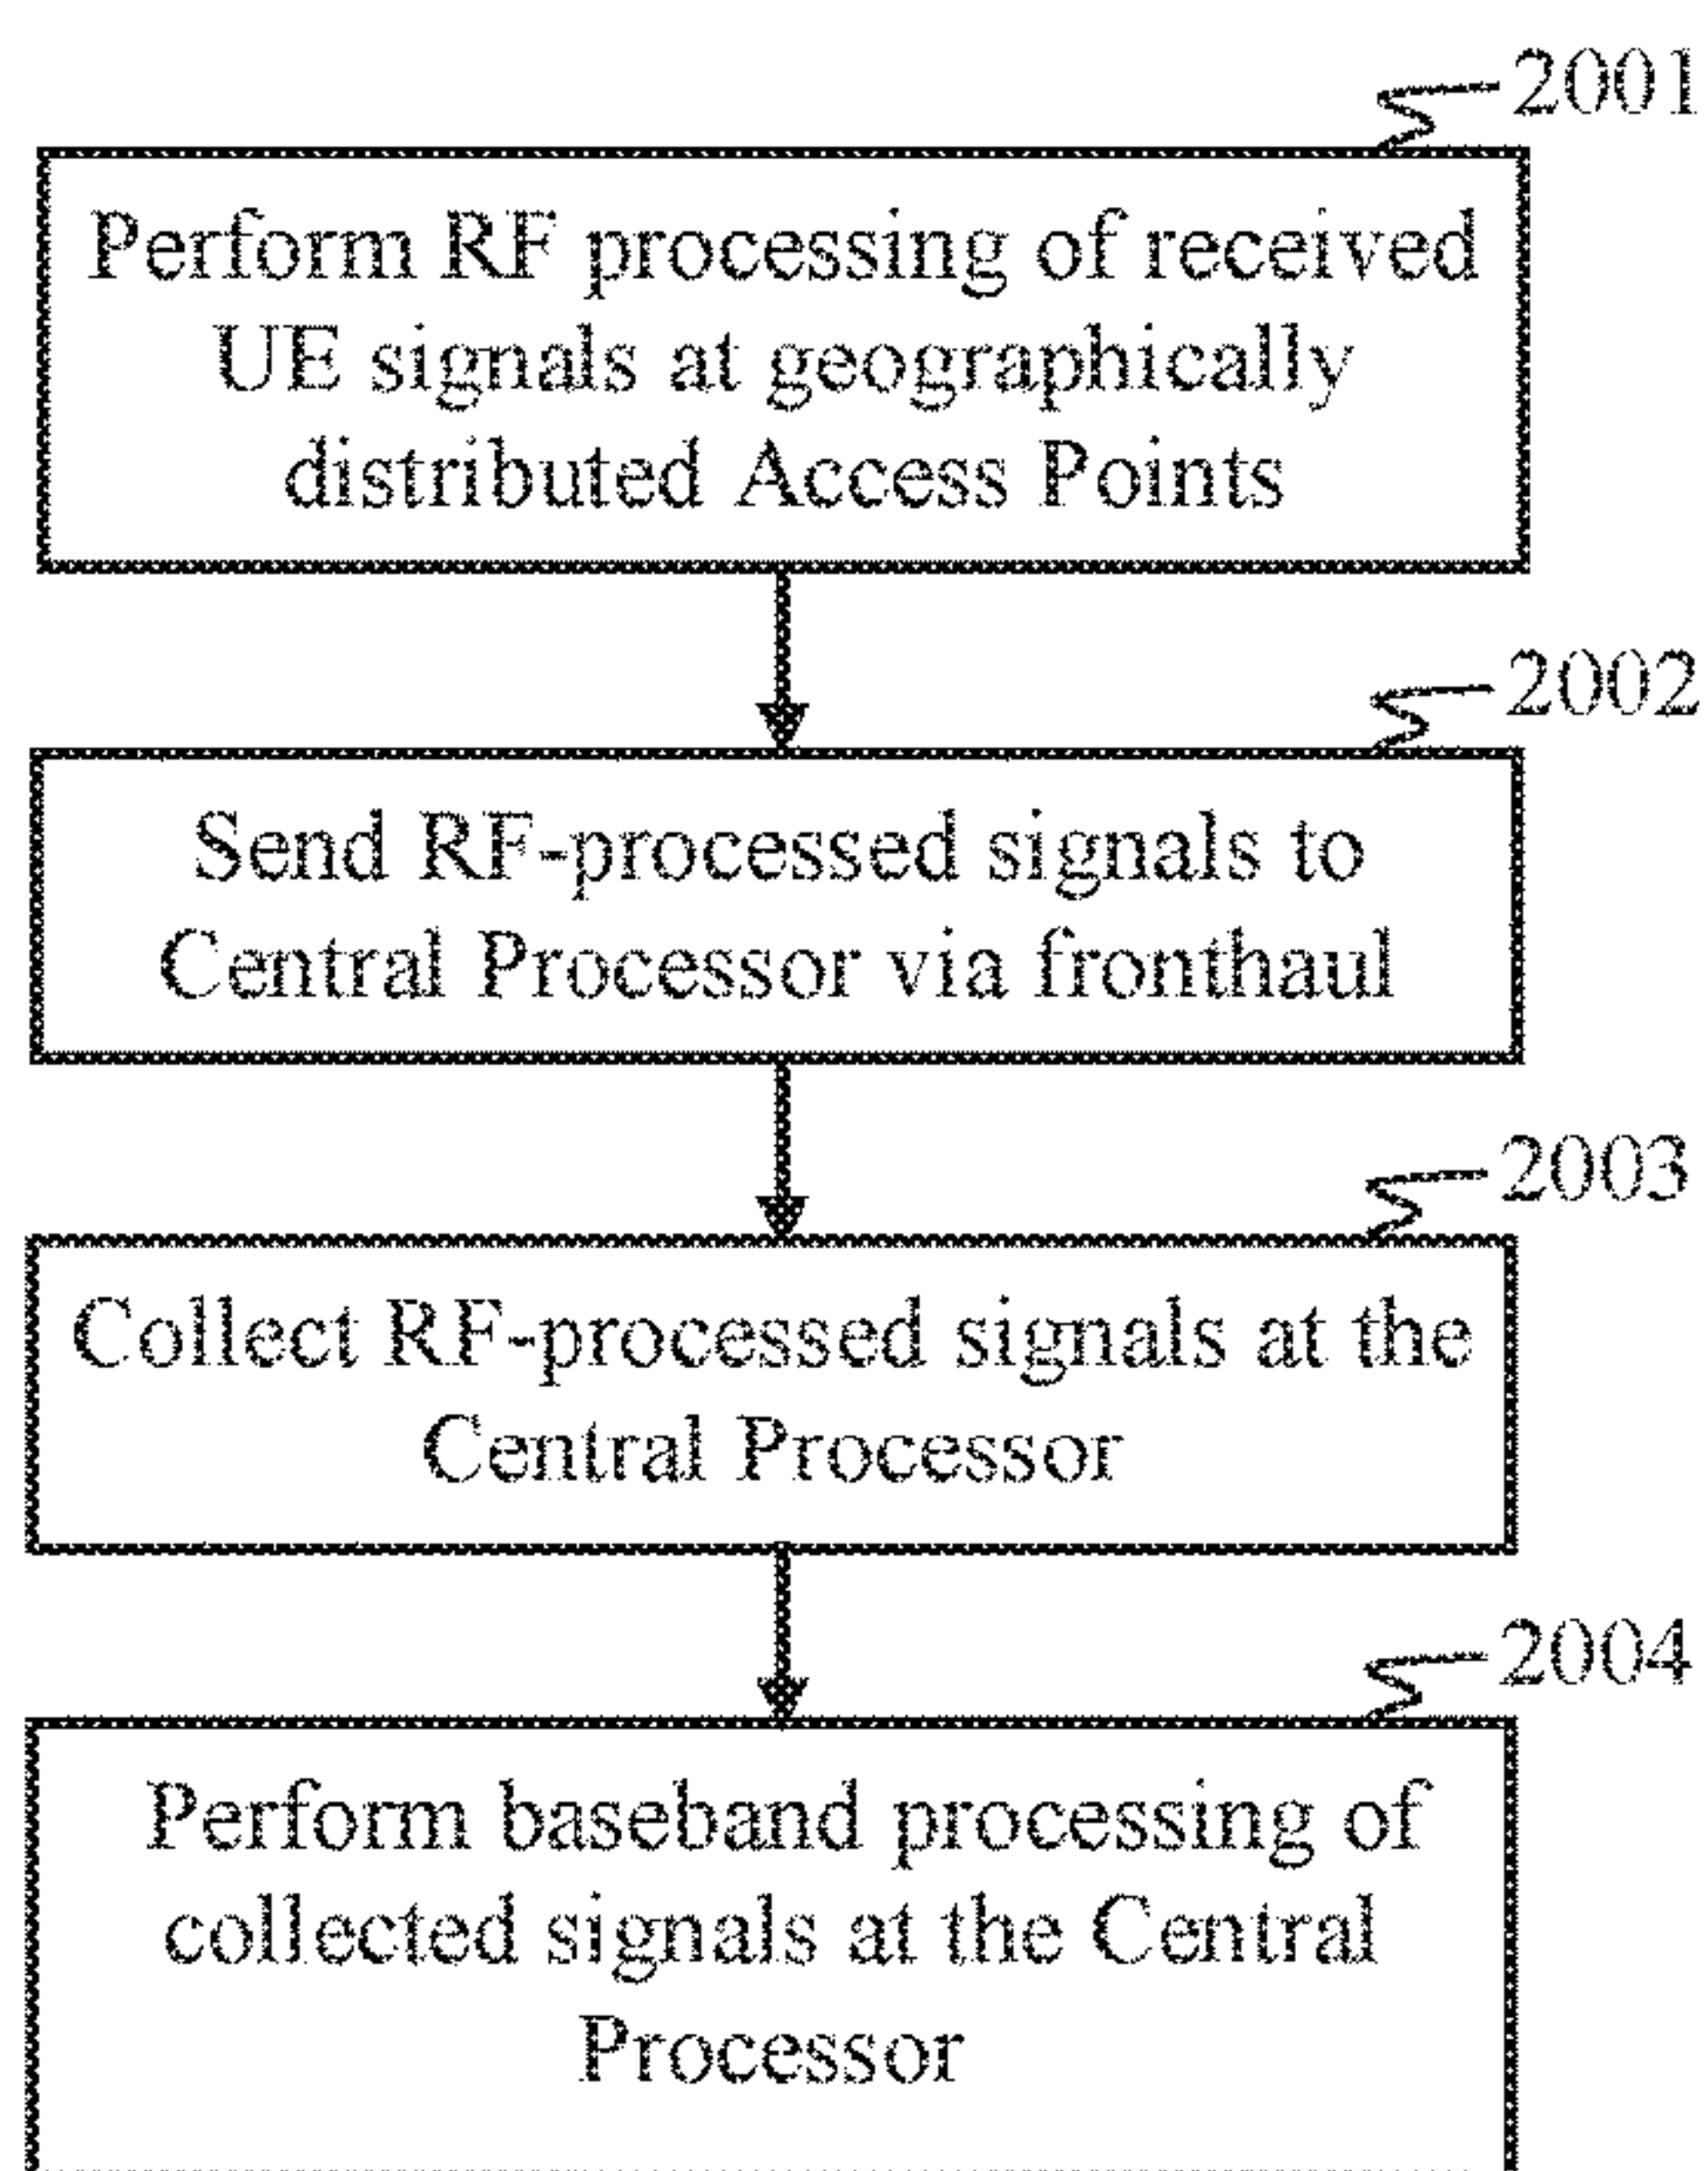 2001
Perform RF processing of received
UE signals at geographically
distributed Access Points
2002
Send RF-processed signals to
Central Processor via fronthaul
2003
Collect RF-processed signals at the
Central Processor
2004
Perform baseband processing of
collected signals at the Central
Processor